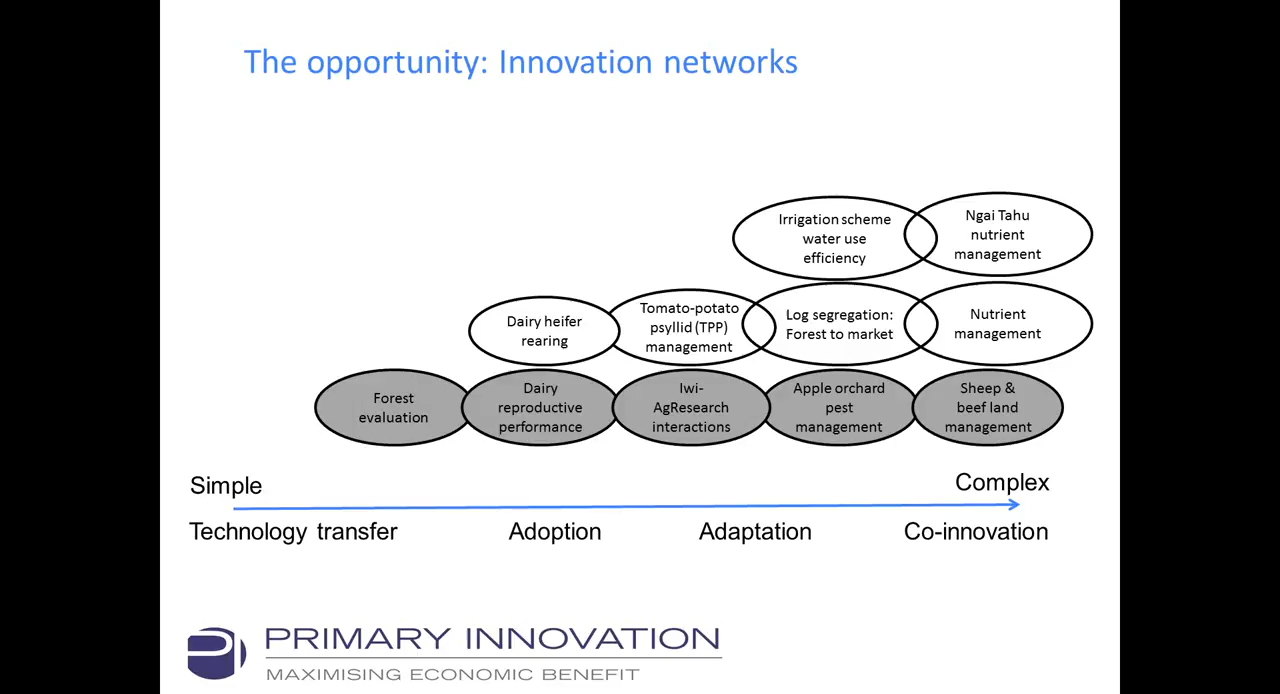 The opportunity: Innovation networks
Irrigation scheme
water use
efficiency
Ngai Tahu
nutrient
management
Dairy heifer
rearing
Tomato-potato
psyllid (TPP)
management
Log segregation:
Forest to market
Nutrient
management
Forest
evaluation
Dairy
reproductive
performance
Iwi-
AgResearch
interactions
Apple orchard
pest
management
Sheep &
beef land
management
Simple
Complex
Technology transfer
Adoption
Adaptation
Co-innovation
PRIMARY INNOVATION
MAXIMISING ECONOMIC BENEFIT